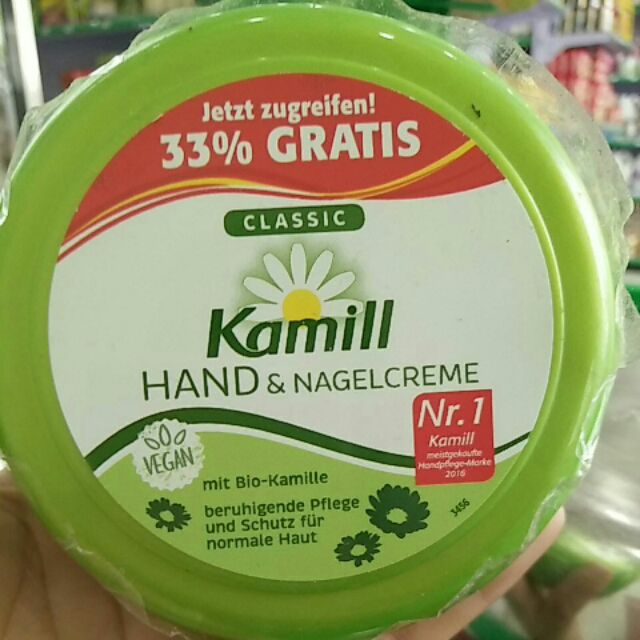 Jetzt zugreifen!
33% GRATIS
CLASSIC
Kamill
HAND & NAGELCREME
Nr. 1
Kamill
meistgekaufte
Handpflege-Marke
2016
VEGAN
mit Bio-Kamille
beruhigende Pflege
und Schutz für
normale Haut
3456